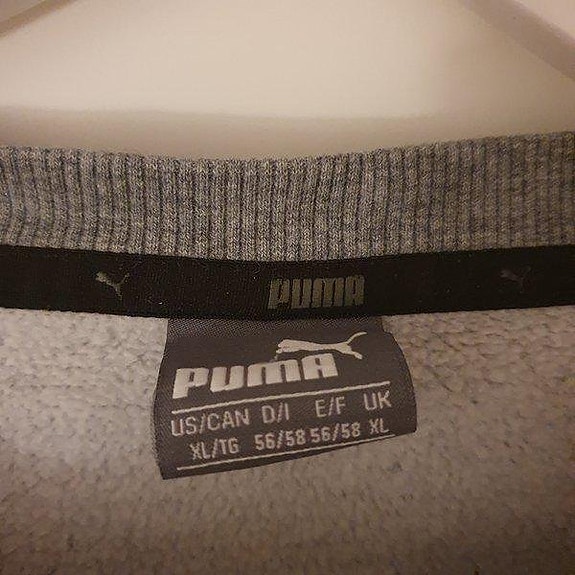 PUMA
PUMA
US/CAN D/I E/F UK
XL/TG 56/58 56/58 XL